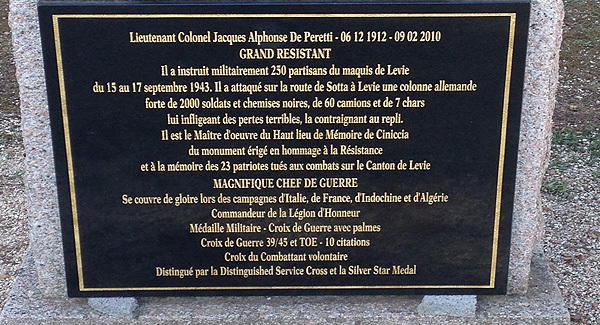 Lieutenant Colonel Jacques Alphonse De Peretti - 06 12 1912 - 09 02 2010
GRAND RESISTANT
Il a instruit militairement 250 partisans du maquis de Levie
du 15 au 17 septembre 1943. Il a attaqué sur la route de Sotta à Levie une colonne allemande
forte de 2000 soldats et chemises noires, de 60 camions et de 7 chars
lui infligeant des pertes terribles, la contraignant au repli.
Il est le Maître d'oeuvre du Haut lieu de Mémoire de Ciniccia
du monument érigé en hommage à la Résistance
et à la mémoire des 23 patriotes tués aux combats sur le Canton de Levie
MAGNIFIQUE CHEF DE GUERRE
Se couvre de gloire lors des campagnes d'Italie, de France, d'Indochine et d'Algérie
Commandeur de la Légion d'Honneur
Médaille Militaire - Croix de Guerre avec palmes
Croix de Guerre 39/45 et TOE - 10 citations
Croix du Combattant volontaire
Distingué par la Distinguished Service Cross et la Silver Star Medal